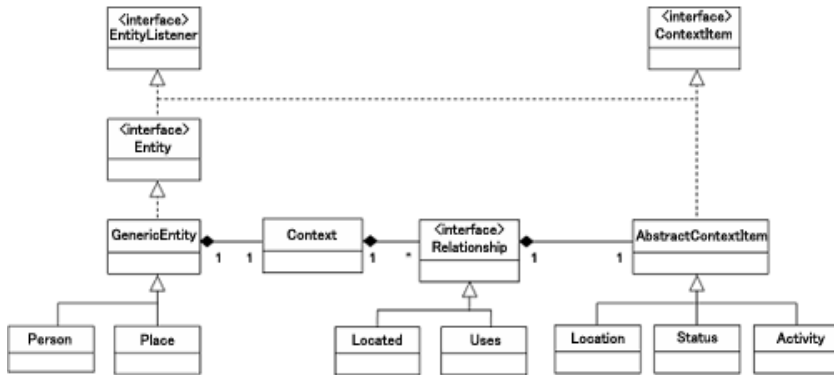 <interface>
EntityListener
<interface>
ContextItem
<interface>
Entity
GenericEntity
1
1
Context
1
*
<interface>
Relationship
1
1
AbstractContextItem
Person
Place
Located
Uses
Location
Status
Activity